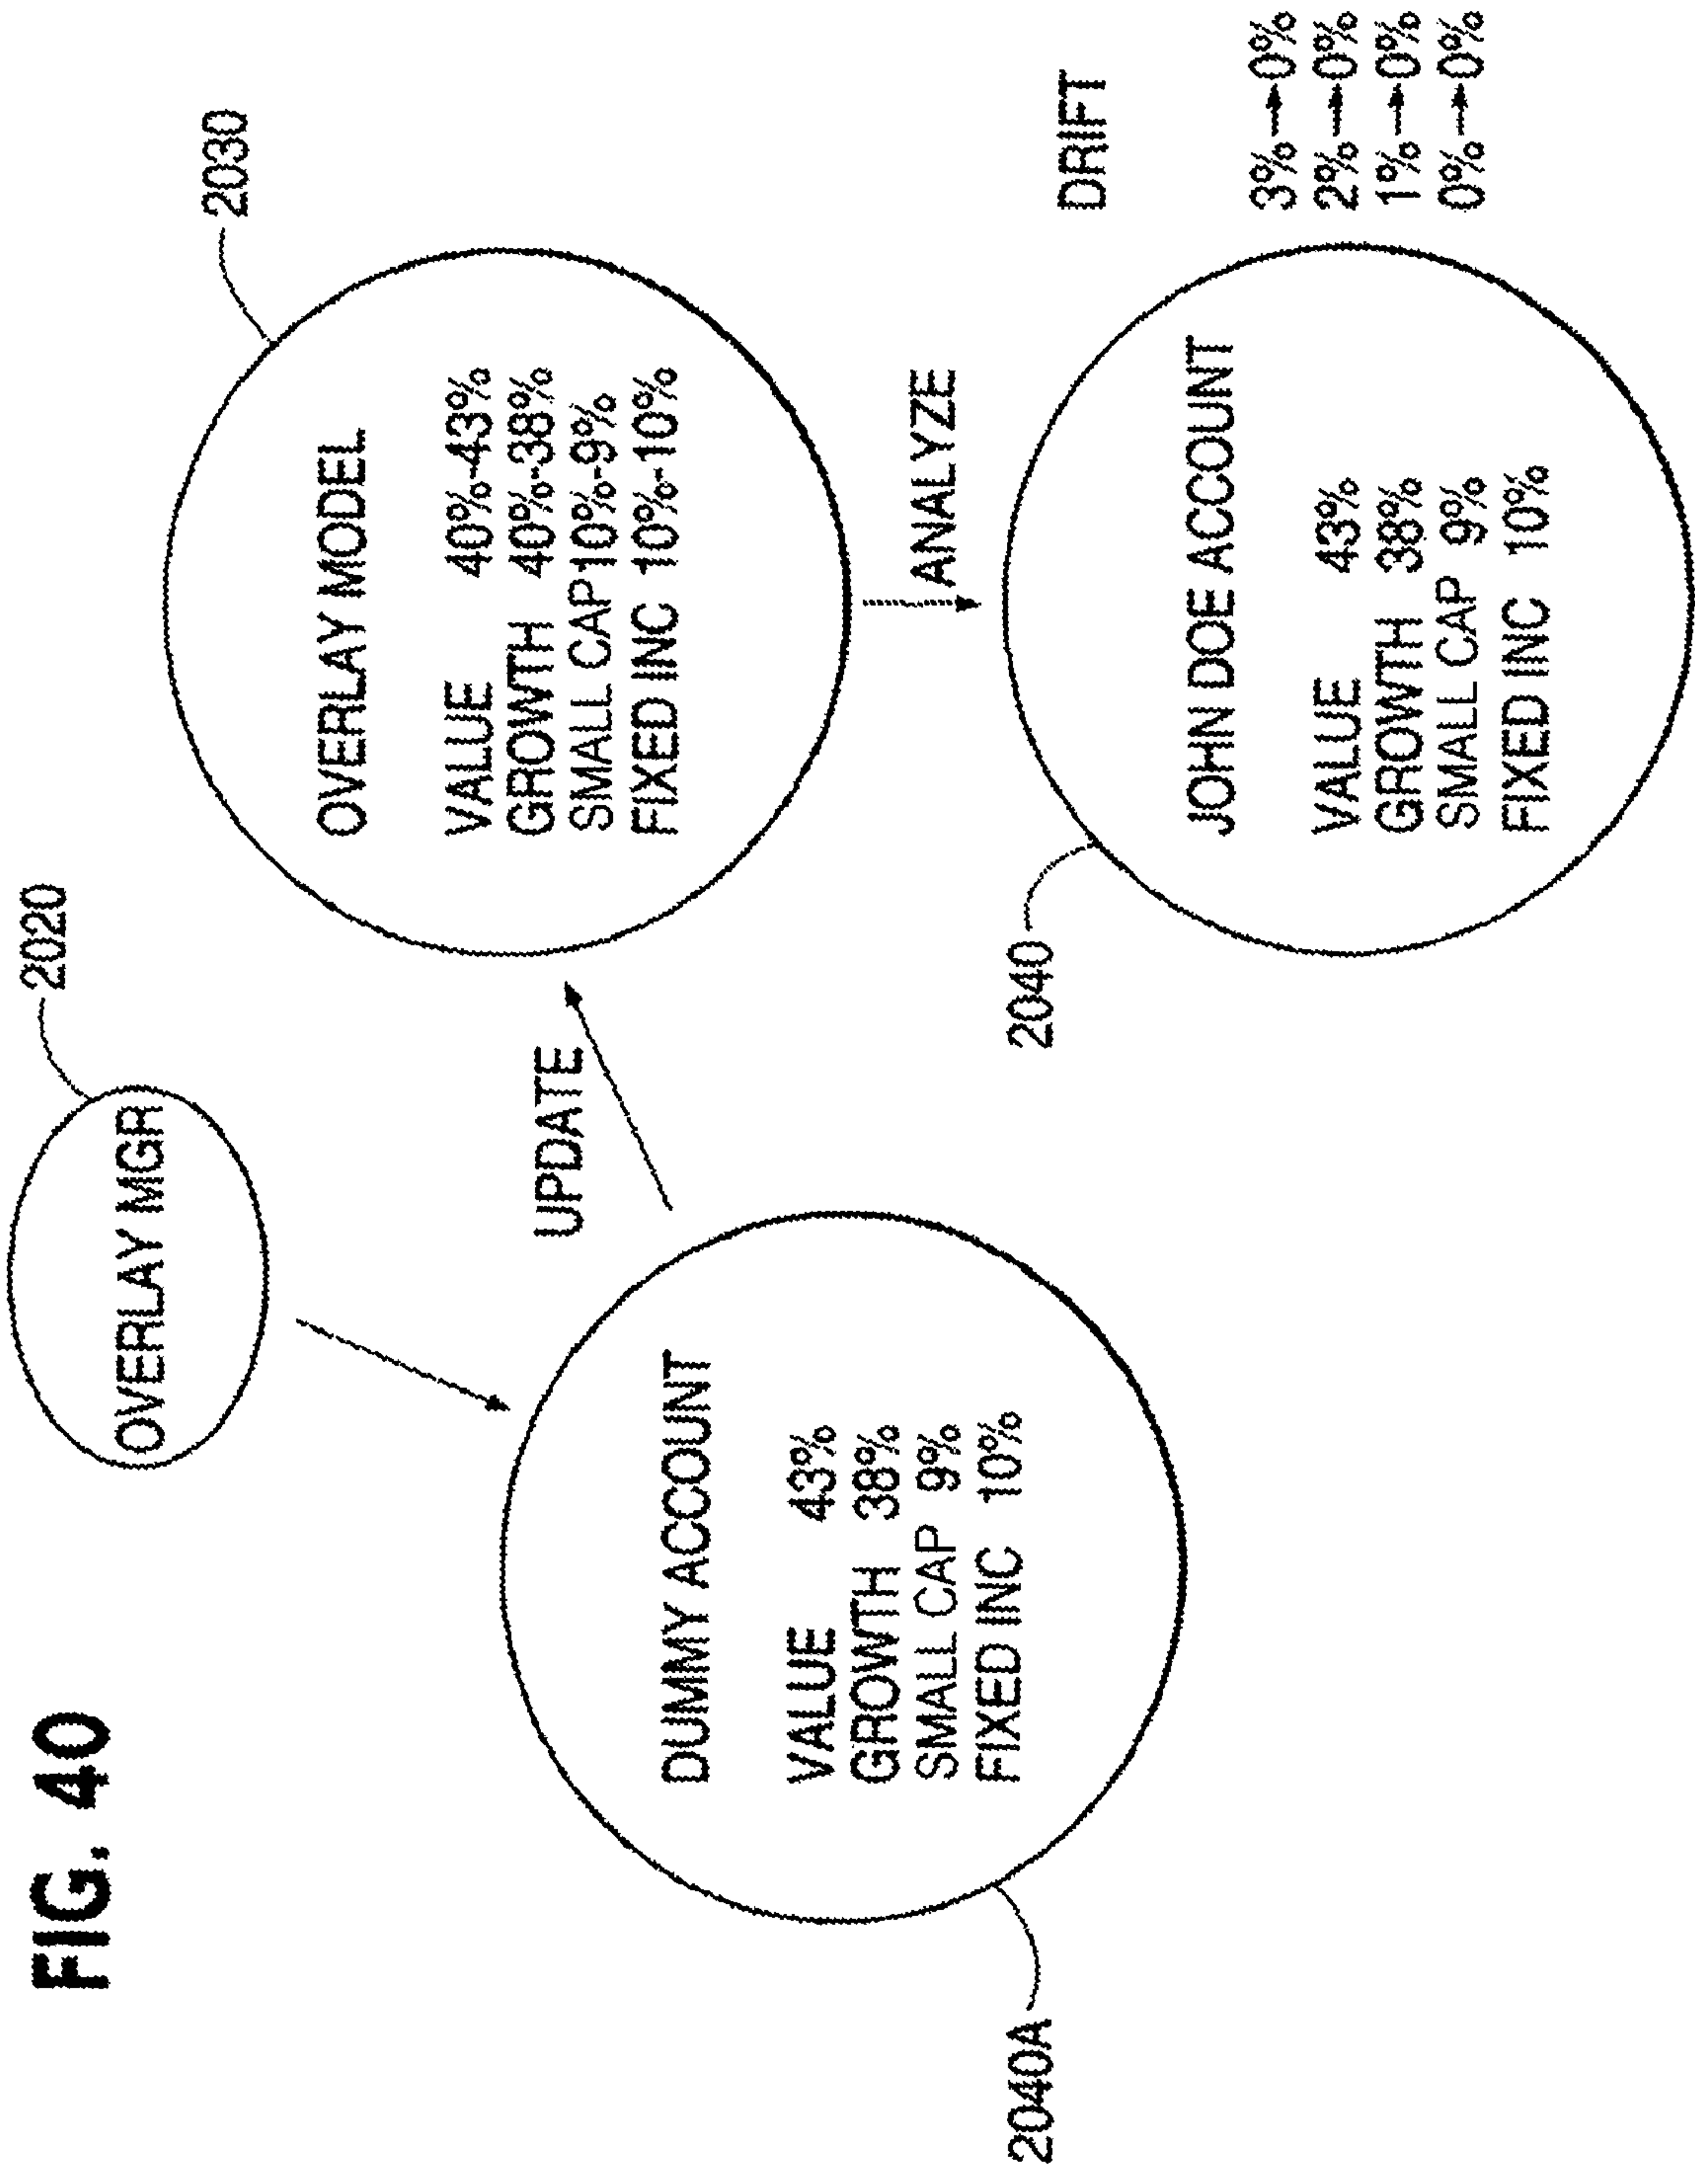 FIG. 40
OVERLAY MGR
2020
2030
OVERLAY MODEL
VALUE 40%-43%
GROWTH 40%-38%
SMALL CAP10%-9%
FIXED INC 10%-10%
UPDATE
DUMMY ACCOUNT
VALUE 43%
GROWTH 38%
SMALL CAP 9%
FIXED INC 10%
2040A
ANALYZE
2040
JOHN DOE ACCOUNT
VALUE 43%
GROWTH 38%
SMALL CAP 9%
FIXED INC 10%
DRIFT
3%→0%
2%→0%
1%→0%
0%→0%